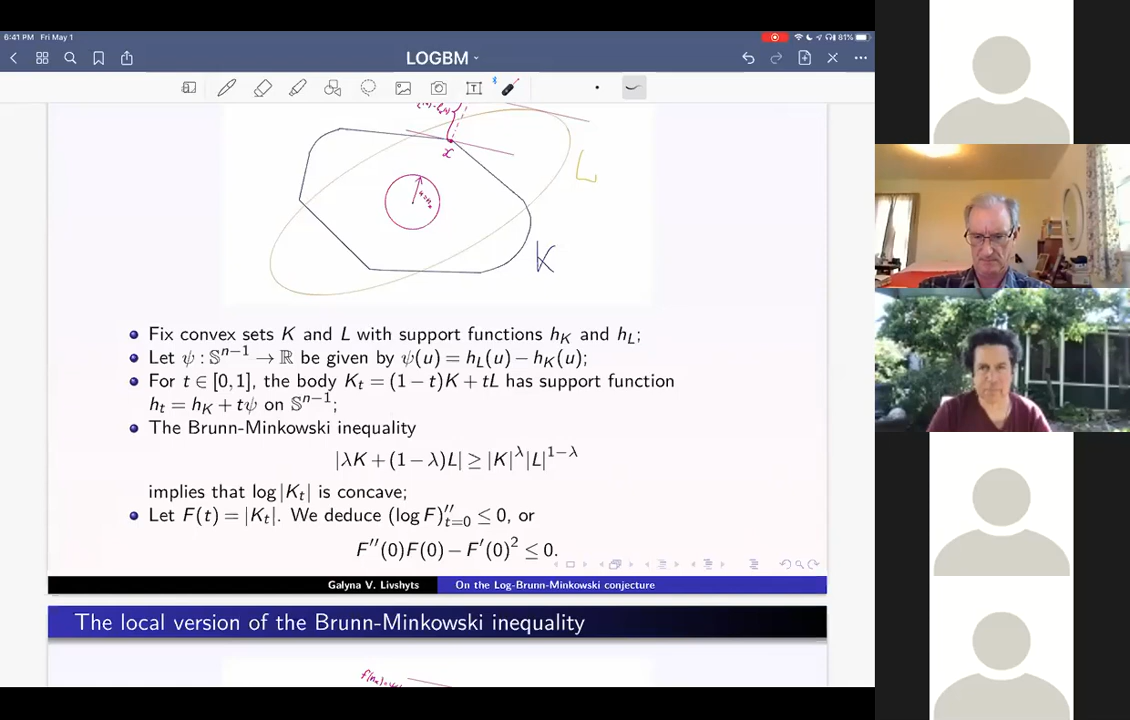 6:41 PM Fri May 1
81%
LOGBM
x
L
K
Fix convex sets K and L with support functions h_K and h_L;
Let ψ : 𝕊^{n−1} → ℝ be given by ψ(u) = h_L(u) − h_K(u);
For t ∈ [0, 1], the body K_t = (1 − t)K + tL has support function
h_t = h_K + tψ on 𝕊^{n−1};
The Brunn-Minkowski inequality
|λK + (1 − λ)L| ≥ |K|^λ|L|^{1−λ}
implies that log |K_t| is concave;
Let F(t) = |K_t|. We deduce (log F)''_{t=0} ≤ 0, or
F''(0)F(0) − F'(0)^2 ≤ 0.
Galyna V. Livshyts On the Log-Brunn-Minkowski conjecture
The local version of the Brunn-Minkowski inequality